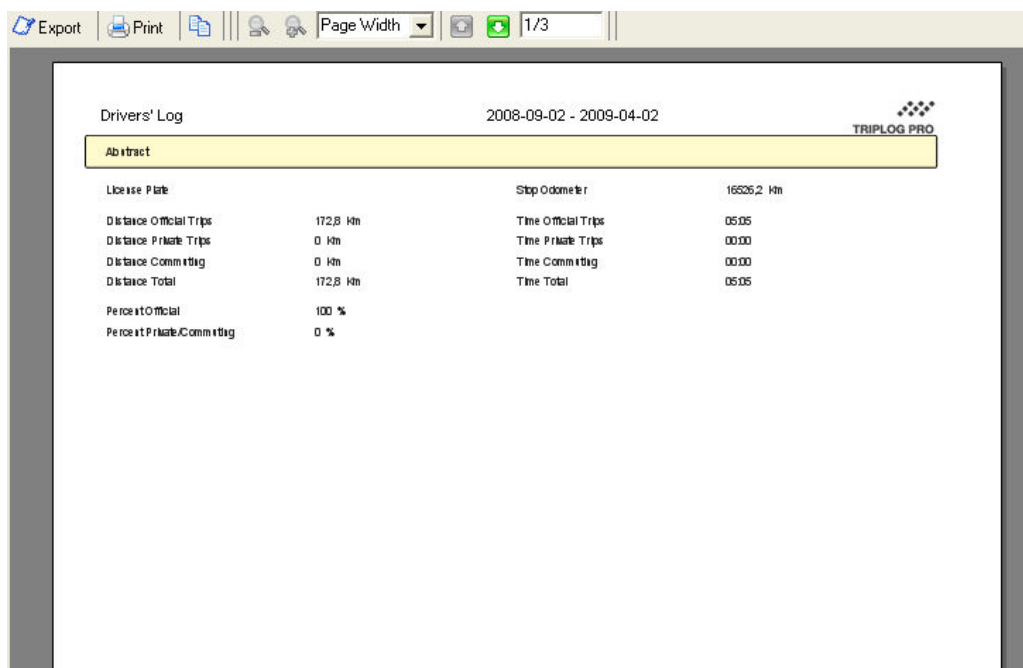 Export Print Page Width 1/3
Drivers' Log 2008-09-02 - 2009-04-02
TRIPLOG PRO
Abstract
License Plate Stop Odometer 16526,2 Km
Distance Official Trips 172,8 Km Time Official Trips 05:05
Distance Private Trips 0 Km Time Private Trips 00:00
Distance Commuting 0 Km Time Commuting 00:00
Distance Total 172,8 Km Time Total 05:05
Percent Official 100 %
Percent Private/Commuting 0 %